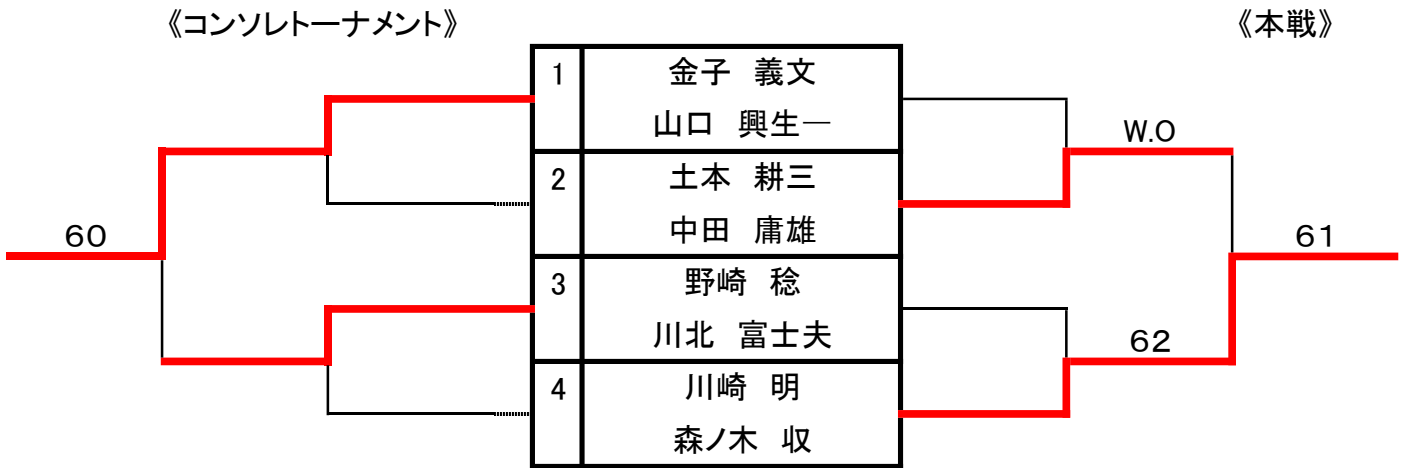 《コンソレトーナメント》
《本戦》
1
金子 義文
山口 興生一
W.O
2
土本 耕三
中田 庸雄
60
61
3
野崎 稔
川北 富士夫
62
4
川崎 明
森ノ木 収